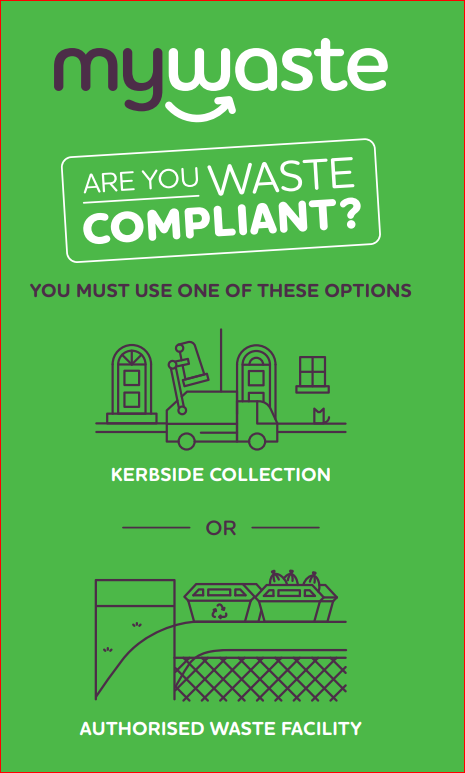 mywaste
ARE YOU WASTE
COMPLIANT?
YOU MUST USE ONE OF THESE OPTIONS
KERBSIDE COLLECTION
OR
AUTHORISED WASTE FACILITY